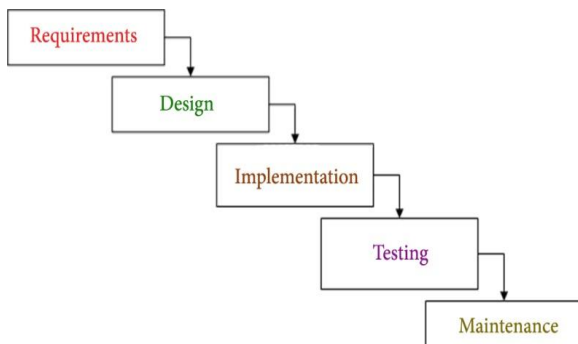 Requirements
Design
Implementation
Testing
Maintenance